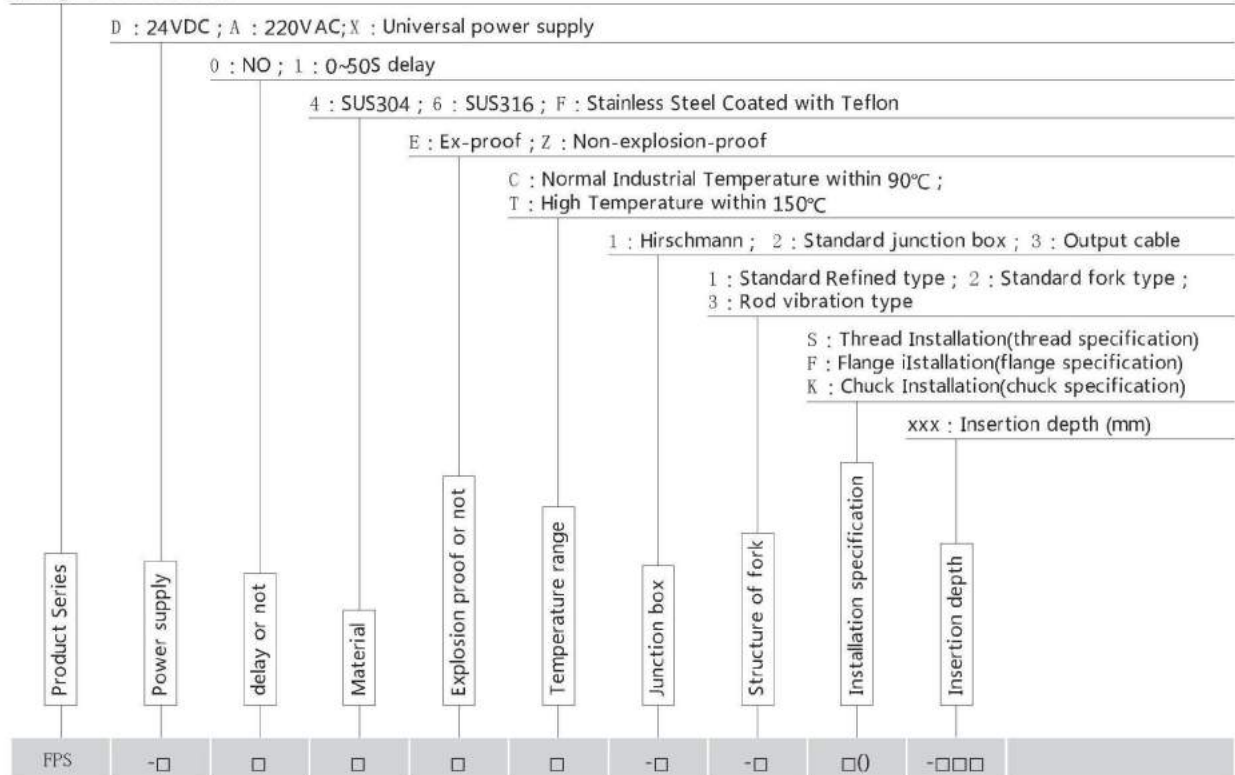 D : 24VDC ; A : 220VAC;X : Universal power supply
0 : NO ; 1 : 0~50S delay
4 : SUS304 ; 6 : SUS316 ; F : Stainless Steel Coated with Teflon
E : Ex-proof ; Z : Non-explosion-proof
C : Normal Industrial Temperature within 90℃ ;
T : High Temperature within 150℃
1 : Hirschmann ; 2 : Standard junction box ; 3 : Output cable
1 : Standard Refined type ; 2 : Standard fork type ;
3 : Rod vibration type
S : Thread Installation(thread specification)
F : Flange iIstallation(flange specification)
K : Chuck Installation(chuck specification)
xxx : Insertion depth (mm)
Product Series
Power supply
delay or not
Material
Explosion proof or not
Temperature range
Junction box
Structure of fork
Installation specification
Insertion depth
FPS -□ □ □ □ □ -□ -□ □() -□□□